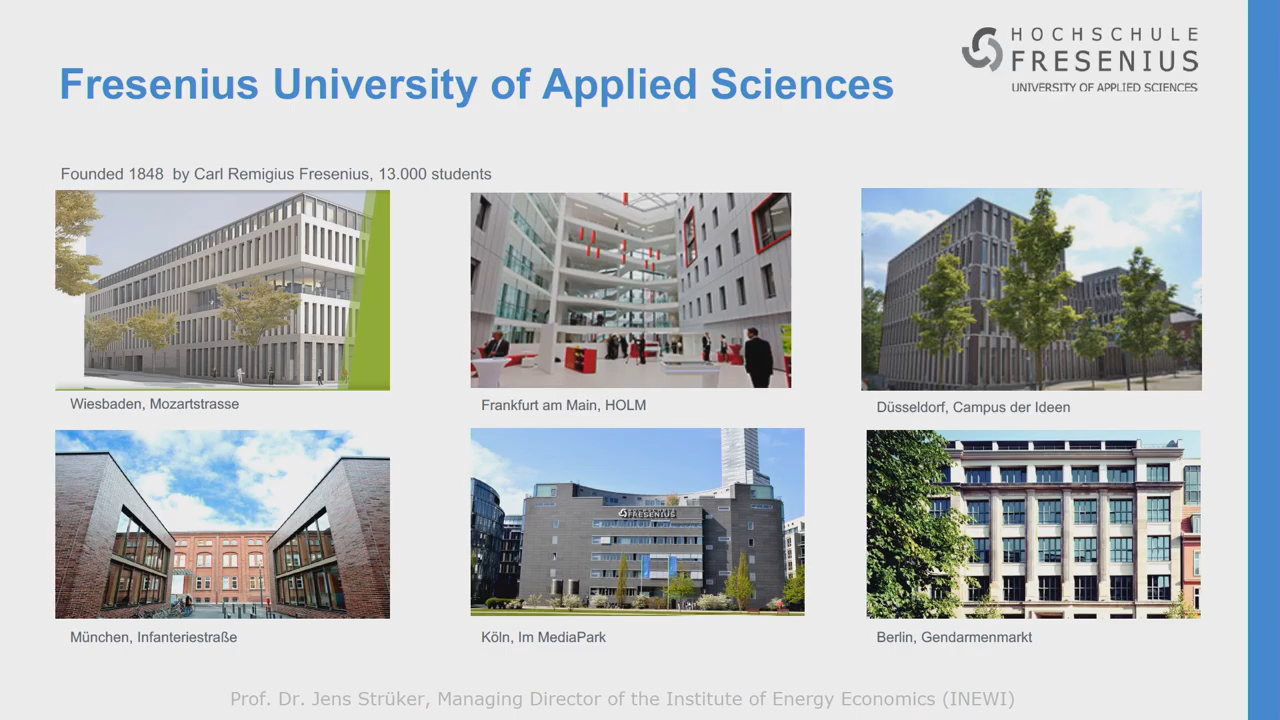 HOCHSCHULE
FRESENIUS
UNIVERSITY OF APPLIED SCIENCES
Fresenius University of Applied Sciences
Founded 1848  by Carl Remigius Fresenius, 13.000 students
Wiesbaden, Mozartstrasse
Frankfurt am Main, HOLM
Düsseldorf, Campus der Ideen
HOCHSCHULE
FRESENIUS
München, Infanteriestraße
Köln, Im MediaPark
Berlin, Gendarmenmarkt
Prof. Dr. Jens Strüker, Managing Director of the Institute of Energy Economics (INEWI)